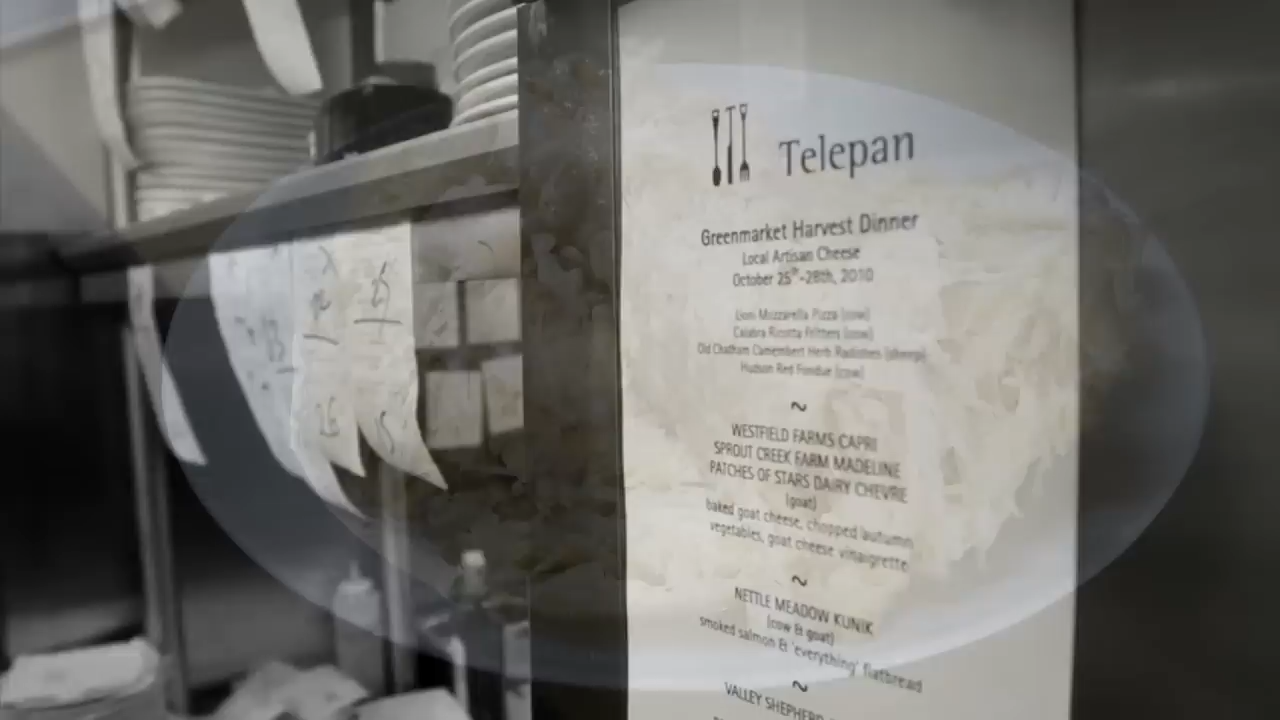 Telepan
Greenmarket Harvest Dinner
Local Artisan Cheese
October 25th-28th, 2010
Lioni Mozzarella Pizza (cow)
Calabra Ricotta Fritters (cow)
Old Chatham Camembert Herb Radishes (sheep)
Hudson Red Fondue (cow)
~
WESTFIELD FARMS CAPRI
SPROUT CREEK FARM MADELINE
PATCHES OF STARS DAIRY CHEVRE
(goat)
baked goat cheese, chopped autumn
vegetables, goat cheese vinaigrette
~
NETTLE MEADOW KUNIK
(cow & goat)
smoked salmon & 'everything' flatbread
~
VALLEY SHEPHERD
25
26